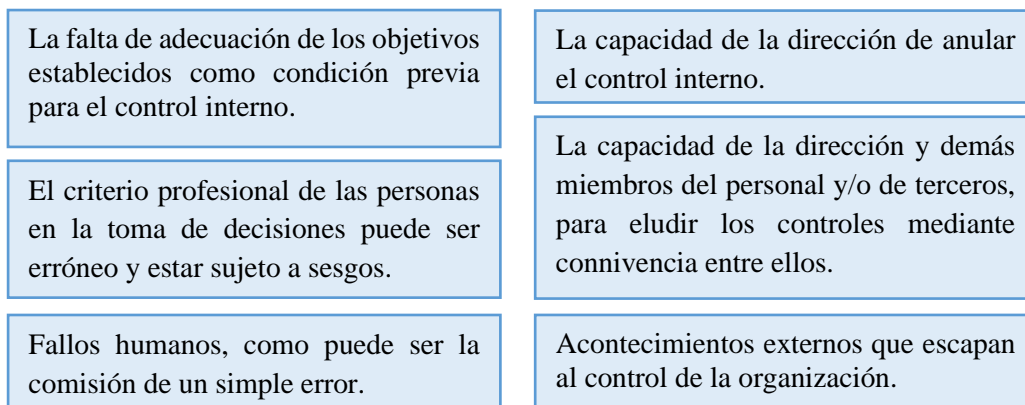 La falta de adecuación de los objetivos
establecidos como condición previa
para el control interno.
El criterio profesional de las personas
en la toma de decisiones puede ser
erróneo y estar sujeto a sesgos.
Fallos humanos, como puede ser la
comisión de un simple error.
La capacidad de la dirección de anular
el control interno.
La capacidad de la dirección y demás
miembros del personal y/o de terceros,
para eludir los controles mediante
connivencia entre ellos.
Acontecimientos externos que escapan
al control de la organización.